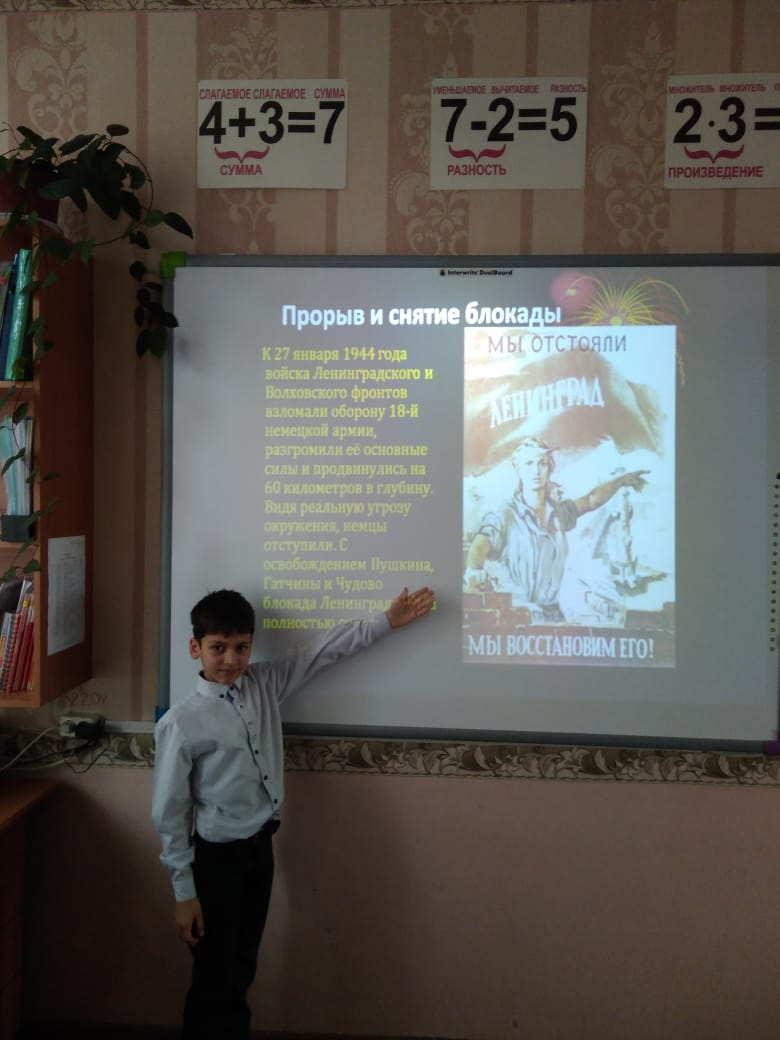 СЛАГАЕМОЕ СЛАГАЕМОЕ СУММА
4+3=7
СУММА
УМЕНЬШАЕМОЕ ВЫЧИТАЕМОЕ РАЗНОСТЬ
7-2=5
РАЗНОСТЬ
МНОЖИТЕЛЬ МНОЖИТЕЛЬ
2·3=
ПРОИЗВЕДЕНИЕ
Interwrite DualBoard
Прорыв и снятие блокады
К 27 января 1944 года
войска Ленинградского и
Волховского фронтов
взломали оборону 18-й
немецкой армии,
разгромили её основные
силы и продвинулись на
60 километров в глубину.
Видя реальную угрозу
окружения, немцы
отступили. С
освобождением Пушкина,
Гатчины и Чудово
блокада
полностью
МЫ ОТСТОЯЛИ
ЛЕНИНГРАД
МЫ ВОССТАНОВИМ ЕГО!